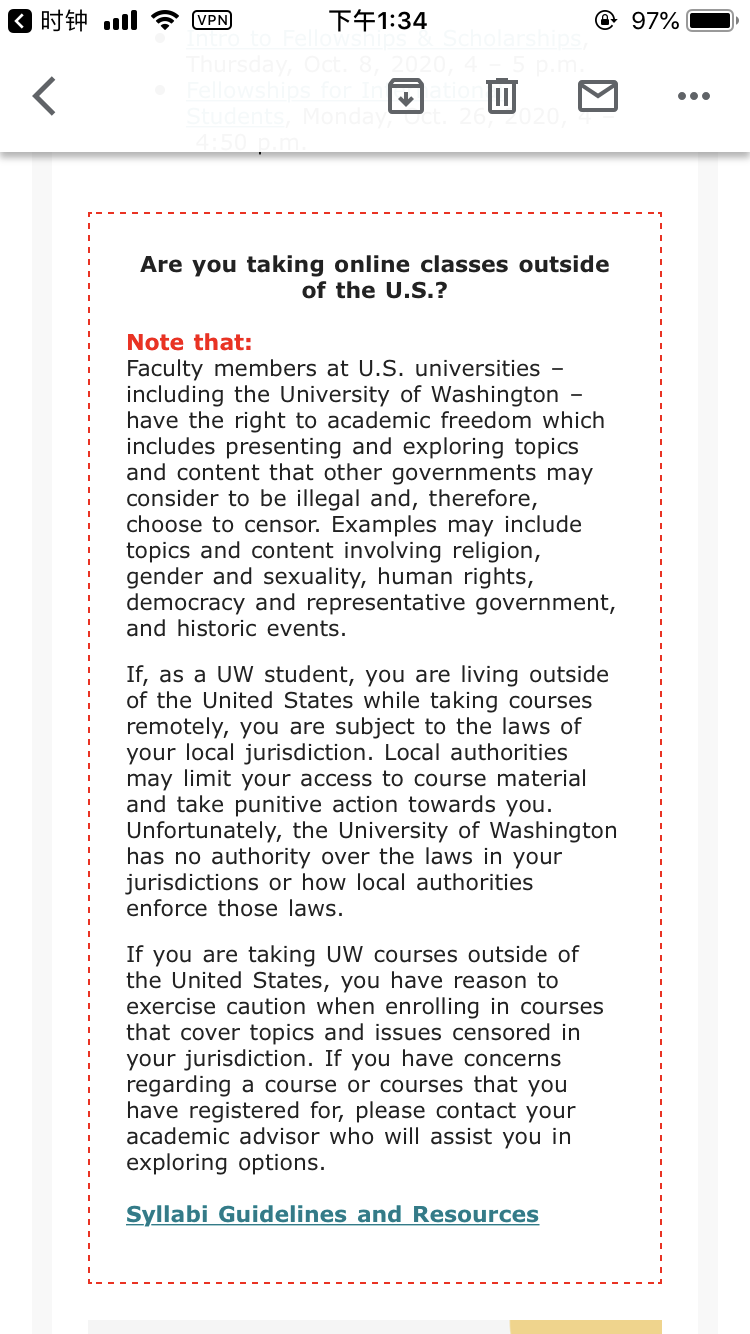 时钟 VPN 下午1:34 97%
Intro to Fellowships & Scholarships,
Thursday, Oct. 8, 2020, 4 – 5 p.m.
Fellowships for
Students, Monday, Oct. 26, 2020, 4 –
4:50 p.m.
Are you taking online classes outside
of the U.S.?
Note that:
Faculty members at U.S. universities –
including the University of Washington –
have the right to academic freedom which
includes presenting and exploring topics
and content that other governments may
consider to be illegal and, therefore,
choose to censor. Examples may include
topics and content involving religion,
gender and sexuality, human rights,
democracy and representative government,
and historic events.
If, as a UW student, you are living outside
of the United States while taking courses
remotely, you are subject to the laws of
your local jurisdiction. Local authorities
may limit your access to course material
and take punitive action towards you.
Unfortunately, the University of Washington
has no authority over the laws in your
jurisdictions or how local authorities
enforce those laws.
If you are taking UW courses outside of
the United States, you have reason to
exercise caution when enrolling in courses
that cover topics and issues censored in
your jurisdiction. If you have concerns
regarding a course or courses that you
have registered for, please contact your
academic advisor who will assist you in
exploring options.
Syllabi Guidelines and Resources